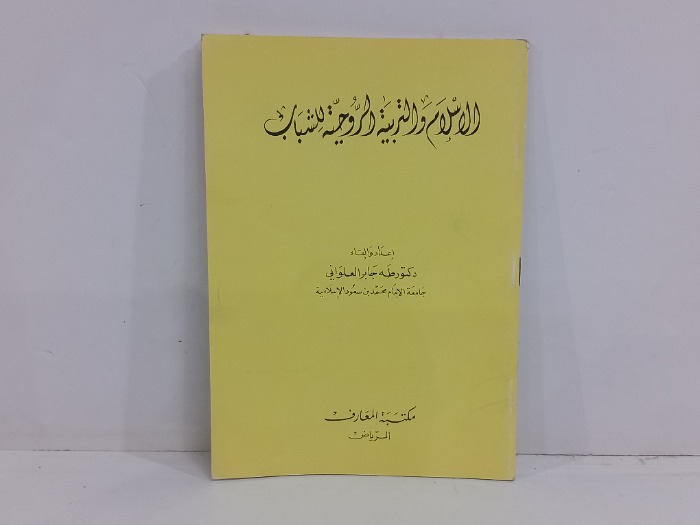 الإسلام والتربية الروحية للشباب
إعداد وإلقاء
دكتور طه جابر العلواني
جامعة الإمام محمد بن سعود الإسلامية
مكتبة المعارف
الرياض